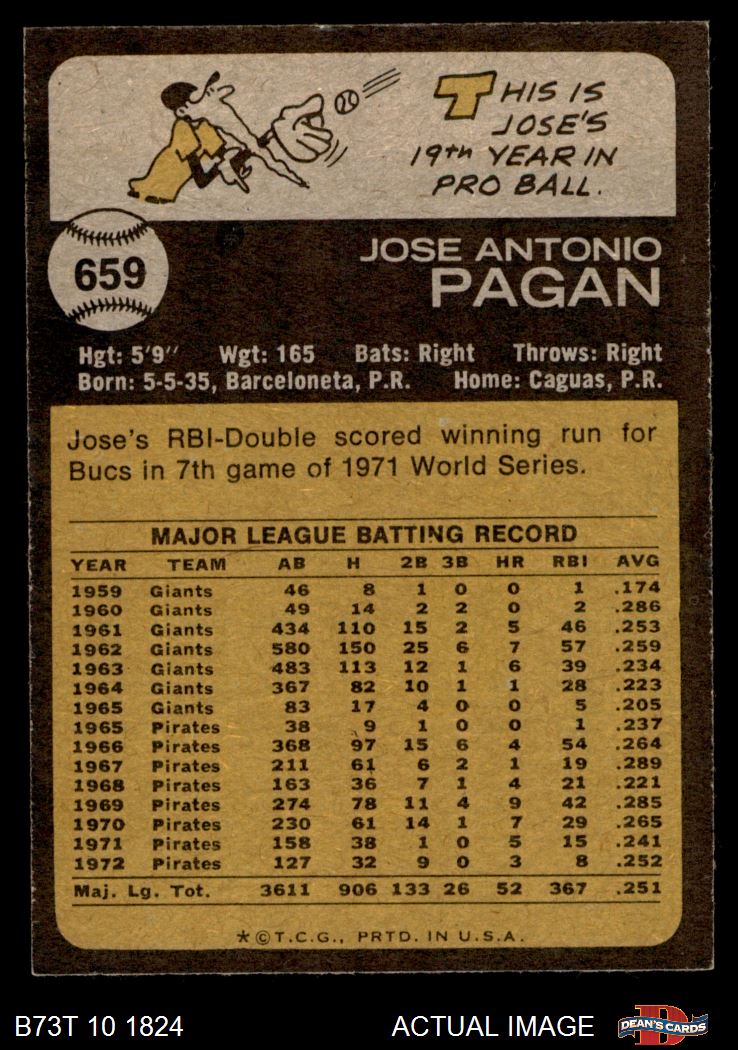 THIS IS
JOSE'S
19th YEAR IN
PRO BALL.
659
JOSE ANTONIO
PAGAN
Hgt: 5'9" Wgt: 165 Bats: Right Throws: Right
Born: 5-5-35, Barceloneta, P.R. Home: Caguas, P.R.
Jose's RBI-Double scored winning run for
Bucs in 7th game of 1971 World Series.
MAJOR LEAGUE BATTING RECORD
YEAR TEAM AB H 2B 3B HR RBI AVG
1959 Giants 46 8 1 0 0 1 .174
1960 Giants 49 14 2 2 0 2 .286
1961 Giants 434 110 15 2 5 46 .253
1962 Giants 580 150 25 6 7 57 .259
1963 Giants 483 113 12 1 6 39 .234
1964 Giants 367 82 10 1 1 28 .223
1965 Giants 83 17 4 0 0 5 .205
1965 Pirates 38 9 1 0 0 1 .237
1966 Pirates 368 97 15 6 4 54 .264
1967 Pirates 211 61 6 2 1 19 .289
1968 Pirates 163 36 7 1 4 21 .221
1969 Pirates 274 78 11 4 9 42 .285
1970 Pirates 230 61 14 1 7 29 .265
1971 Pirates 158 38 1 0 5 15 .241
1972 Pirates 127 32 9 0 3 8 .252
Maj. Lg. Tot. 3611 906 133 26 52 367 .251
*©T.C.G., PRTD. IN U.S.A.
B73T 10 1824 ACTUAL IMAGE D DEAN'S CARDS